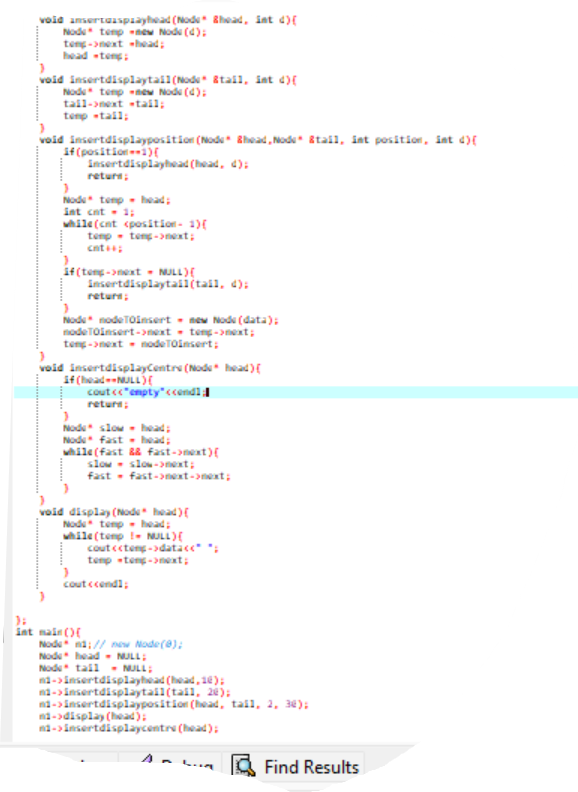 void insertdisplayhead(Node* &head, int d){
Node* temp =new Node(d);
temp->next =head;
head =temp;
}
void insertdisplaytail(Node* &tail, int d){
Node* temp =new Node(d);
tail->next =tail;
temp =tail;
}
void insertdisplayposition(Node* &head,Node* &tail, int position, int d){
if(position==1){
insertdisplayhead(head, d);
return;
}
Node* temp = head;
int cnt = 1;
while(cnt <position- 1){
temp = temp->next;
cnt++;
}
if(temp->next = NULL){
insertdisplaytail(tail, d);
return;
}
Node* nodeTOinsert = new Node(data);
nodeTOinsert->next = temp->next;
temp->next = nodeTOinsert;
}
void insertdisplayCentre(Node* head){
if(head==NULL){
cout<<"empty"<<endl;
return;
}
Node* slow = head;
Node* fast = head;
while(fast && fast->next){
slow = slow->next;
fast = fast->next->next;
}
}
void display(Node* head){
Node* temp = head;
while(temp != NULL){
cout<<temp->data<<" ";
temp =temp->next;
}
cout<<endl;
}
};
int main(){
Node* n1;// new Node(0);
Node* head = NULL;
Node* tail  = NULL;
n1->insertdisplayhead(head,10);
n1->insertdisplaytail(tail, 20);
n1->insertdisplayposition(head, tail, 2, 30);
n1->display(head);
n1->insertdisplaycentre(head);
Debug Find Results